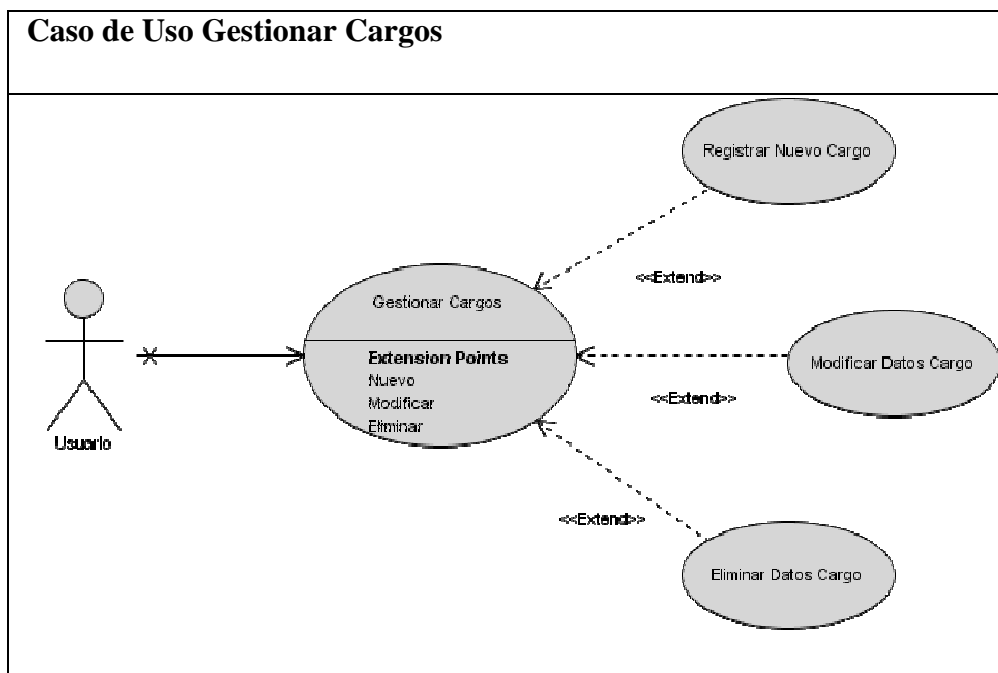 Caso de Uso Gestionar Cargos
Registrar Nuevo Cargo
<<Extend>>
Gestionar Cargos
Extension Points
Nuevo
Modificar
Eliminar
Modificar Datos Cargo
<<Extend>>
Usuario
<<Extend>>
Eliminar Datos Cargo